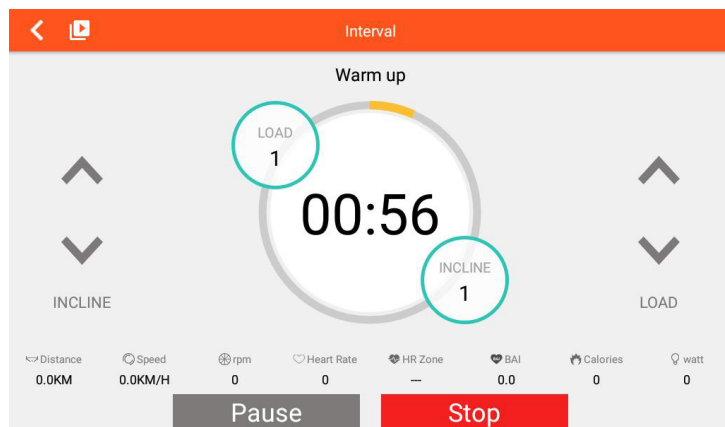 Interval
Warm up
LOAD
1
00:56
INCLINE
1
INCLINE
LOAD
Distance Speed rpm Heart Rate HR Zone BAI Calories watt
0.0KM 0.0KM/H 0 0 --- 0.0 0 0
Pause Stop